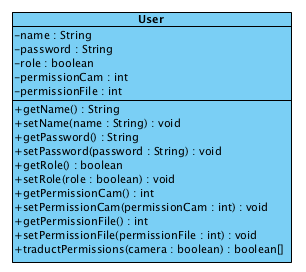 User
-name : String
-password : String
-role : boolean
-permissionCam : int
-permissionFile : int
+getName() : String
+setName(name : String) : void
+getPassword() : String
+setPassword(password : String) : void
+getRole() : boolean
+setRole(role : boolean) : void
+getPermissionCam() : int
+setPermissionCam(permissionCam : int) : void
+getPermissionFile() : int
+setPermissionFile(permissionFile : int) : void
+traductPermissions(camera : boolean) : boolean[]